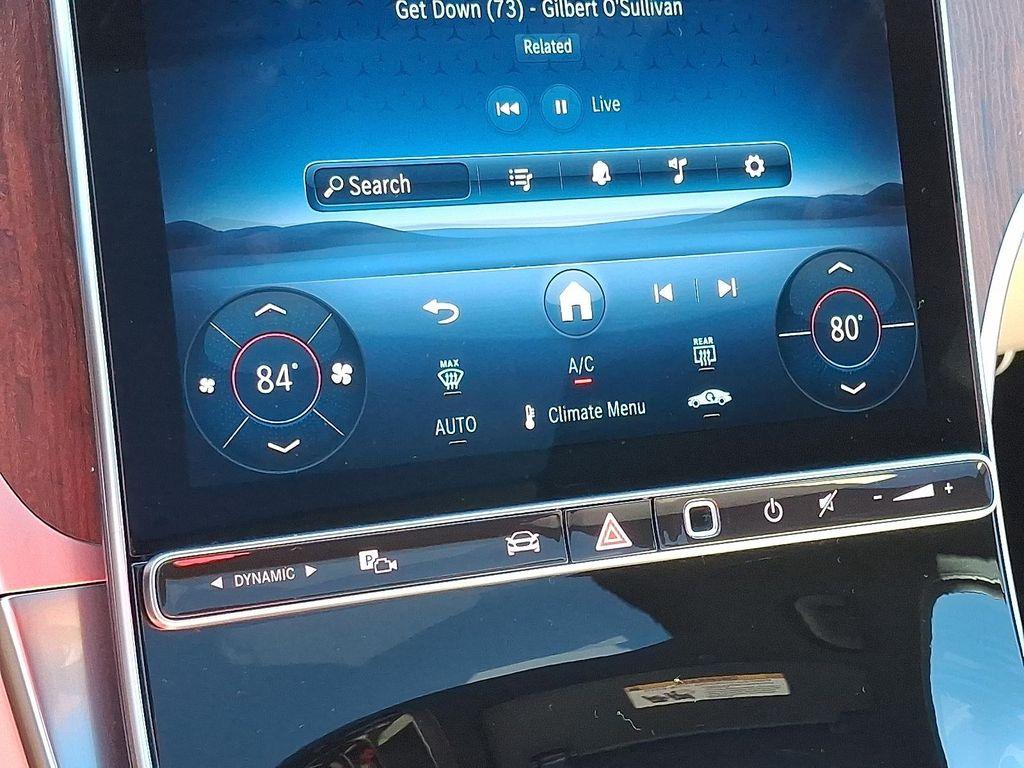 Get Down (73) - Gilbert O'Sullivan
Related
Live
Search
84°
80°
MAX
A/C
REAR
AUTO
Climate Menu
DYNAMIC
P
- +